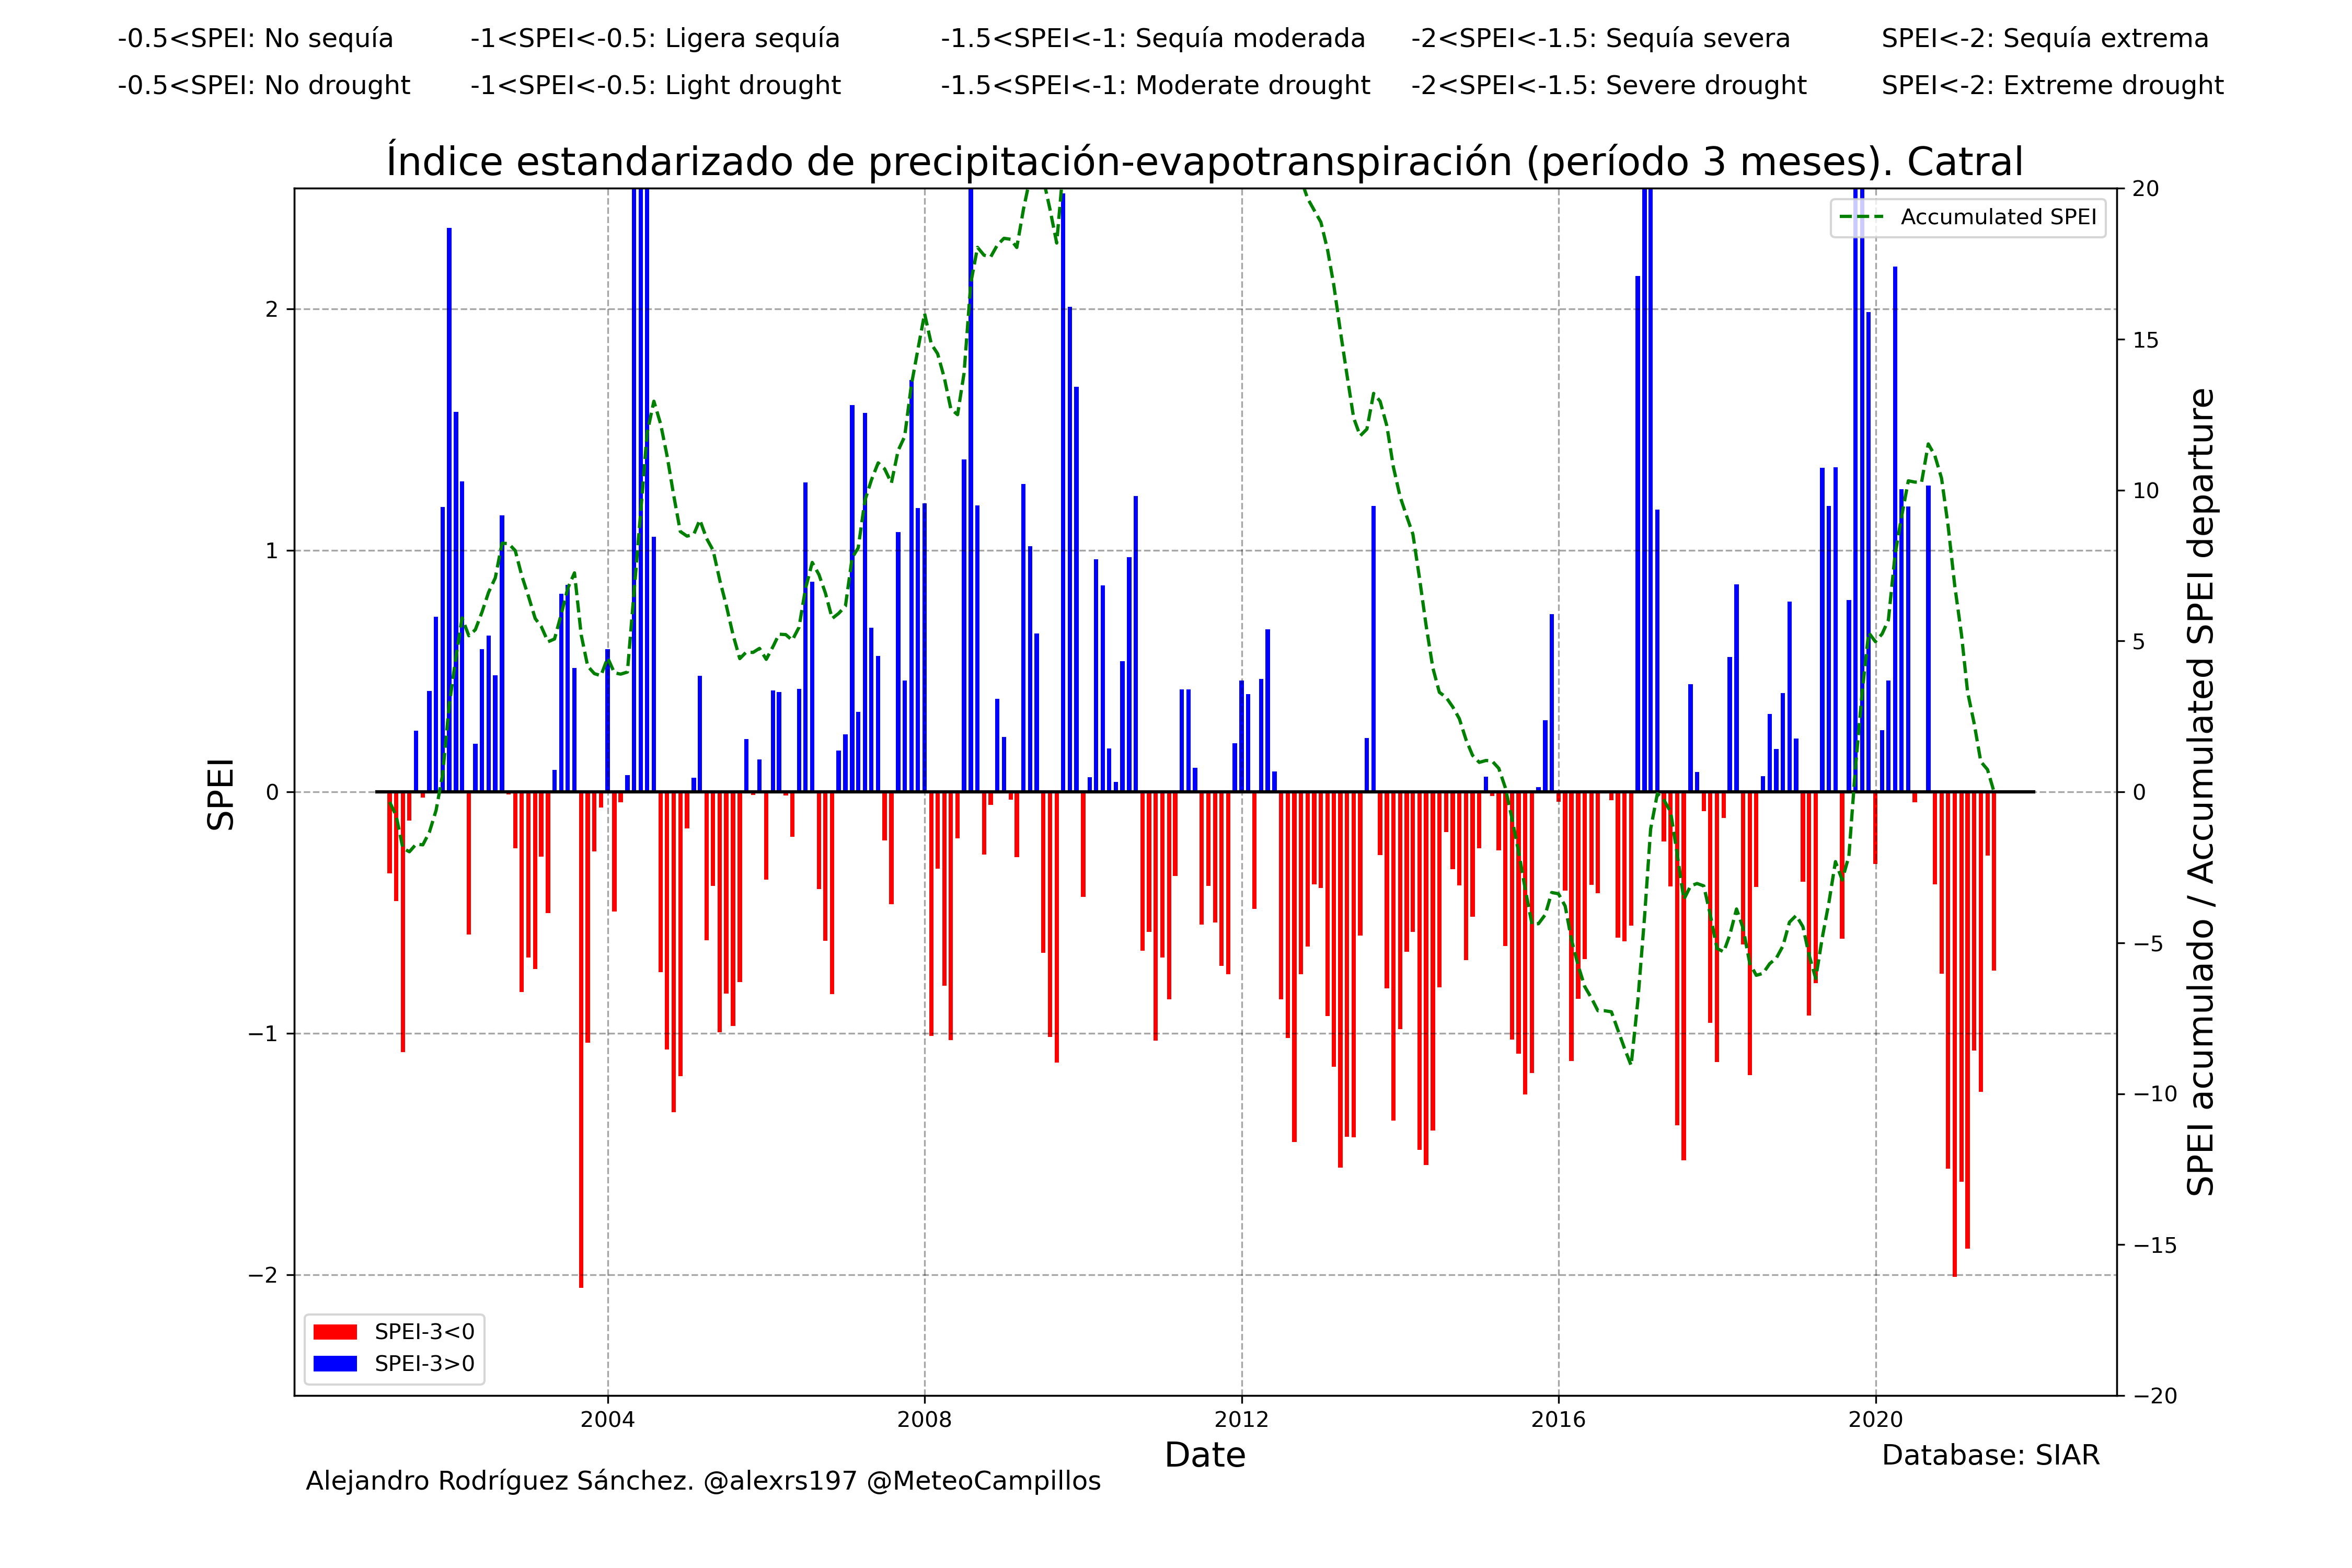 -0.5<SPEI: No sequía -1<SPEI<-0.5: Ligera sequía -1.5<SPEI<-1: Sequía moderada -2<SPEI<-1.5: Sequía severa SPEI<-2: Sequía extrema
-0.5<SPEI: No drought -1<SPEI<-0.5: Light drought -1.5<SPEI<-1: Moderate drought -2<SPEI<-1.5: Severe drought SPEI<-2: Extreme drought
Índice estandarizado de precipitación-evapotranspiración (período 3 meses). Catral
SPEI
2
1
0
−1
−2
Accumulated SPEI
20
15
10
5
0
−5
−10
−15
−20
SPEI acumulado / Accumulated SPEI departure
SPEI-3<0
SPEI-3>0
2004 2008 2012 2016 2020
Date
Database: SIAR
Alejandro Rodríguez Sánchez. @alexrs197 @MeteoCampillos